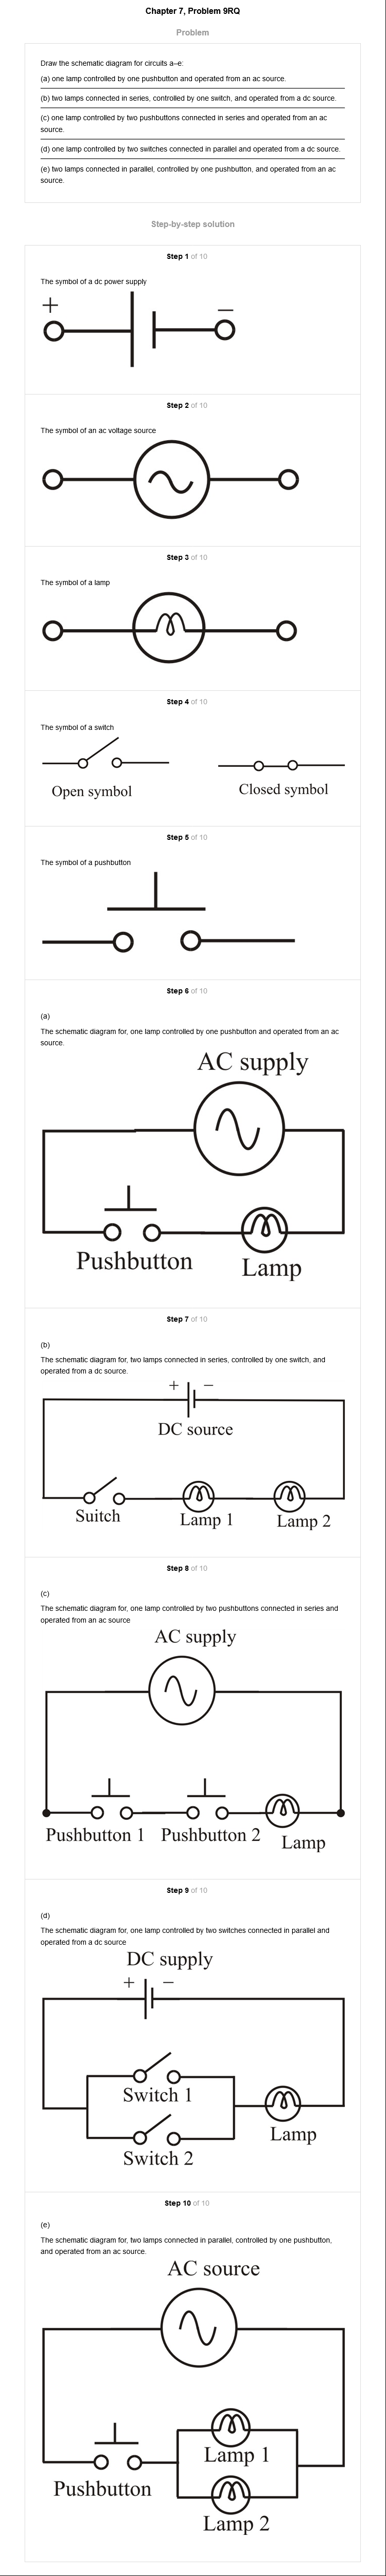 Chapter 7, Problem 9RQ
Problem
Draw the schematic diagram for circuits a–e:
(a) one lamp controlled by one pushbutton and operated from an ac source.
(b) two lamps connected in series, controlled by one switch, and operated from a dc source.
(c) one lamp controlled by two pushbuttons connected in series and operated from an ac
source.
(d) one lamp controlled by two switches connected in parallel and operated from a dc source.
(e) two lamps connected in parallel, controlled by one pushbutton, and operated from an ac
source.
Step-by-step solution
Step 1 of 10
The symbol of a dc power supply
+ −
Step 2 of 10
The symbol of an ac voltage source
Step 3 of 10
The symbol of a lamp
Step 4 of 10
The symbol of a switch
Open symbol Closed symbol
Step 5 of 10
The symbol of a pushbutton
Step 6 of 10
(a)
The schematic diagram for, one lamp controlled by one pushbutton and operated from an ac
source.
AC supply
Pushbutton Lamp
Step 7 of 10
(b)
The schematic diagram for, two lamps connected in series, controlled by one switch, and
operated from a dc source.
+ −
DC source
Suitch Lamp 1 Lamp 2
Step 8 of 10
(c)
The schematic diagram for, one lamp controlled by two pushbuttons connected in series and
operated from an ac source
AC supply
Pushbutton 1 Pushbutton 2 Lamp
Step 9 of 10
(d)
The schematic diagram for, one lamp controlled by two switches connected in parallel and
operated from a dc source
DC supply
+ −
Switch 1
Lamp
Switch 2
Step 10 of 10
(e)
The schematic diagram for, two lamps connected in parallel, controlled by one pushbutton,
and operated from an ac source.
AC source
Lamp 1
Pushbutton
Lamp 2